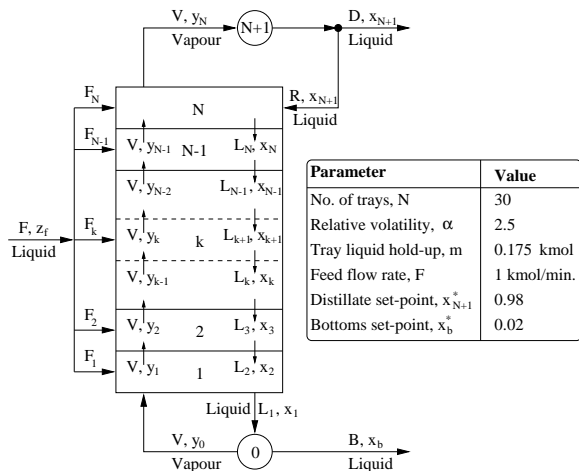 V, y_N
Vapour
N+1
D, x_{N+1}
Liquid
R, x_{N+1}
Liquid
F_N
N
F_{N-1}
V, y_{N-1}
N-1
L_N, x_N
V, y_{N-2}
L_{N-1}, x_{N-1}
F, z_f
Liquid
F_k
V, y_k
k
L_{k+1}, x_{k+1}
V, y_{k-1}
L_k, x_k
F_2
V, y_2
2
L_3, x_3
F_1
V, y_1
1
L_2, x_2
Liquid
L_1, x_1
V, y_0
Vapour
0
B, x_b
Liquid
Parameter Value
No. of trays, N 30
Relative volatility, α 2.5
Tray liquid hold-up, m 0.175 kmol
Feed flow rate, F 1 kmol/min.
Distillate set-point, x*_{N+1} 0.98
Bottoms set-point, x*_b 0.02